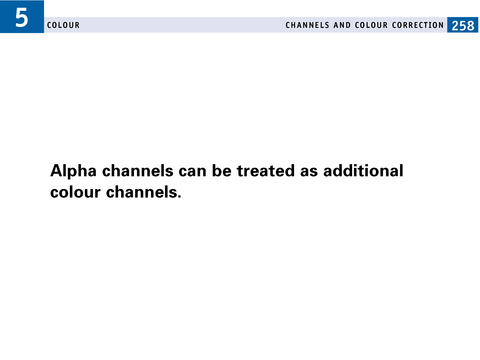 5
COLOUR
CHANNELS AND COLOUR CORRECTION 258
Alpha channels can be treated as additional
colour channels.